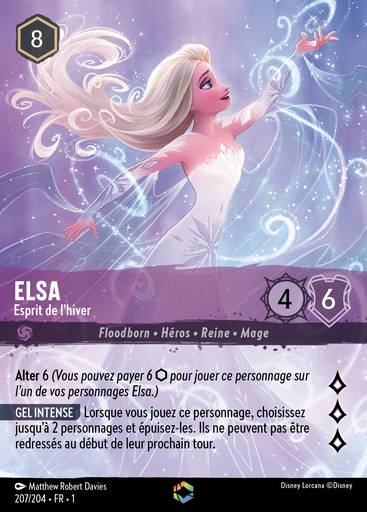 8
ELSA
Esprit de l'hiver
4
6
Floodborn • Héros • Reine • Mage
Alter 6 (Vous pouvez payer 6 pour jouer ce personnage sur
l'un de vos personnages Elsa.)
GEL INTENSE Lorsque vous jouez ce personnage, choisissez
jusqu'à 2 personnages et épuisez-les. Ils ne peuvent pas être
redressés au début de leur prochain tour.
Matthew Robert Davies
207/204 • FR • 1
Disney Lorcana ©Disney